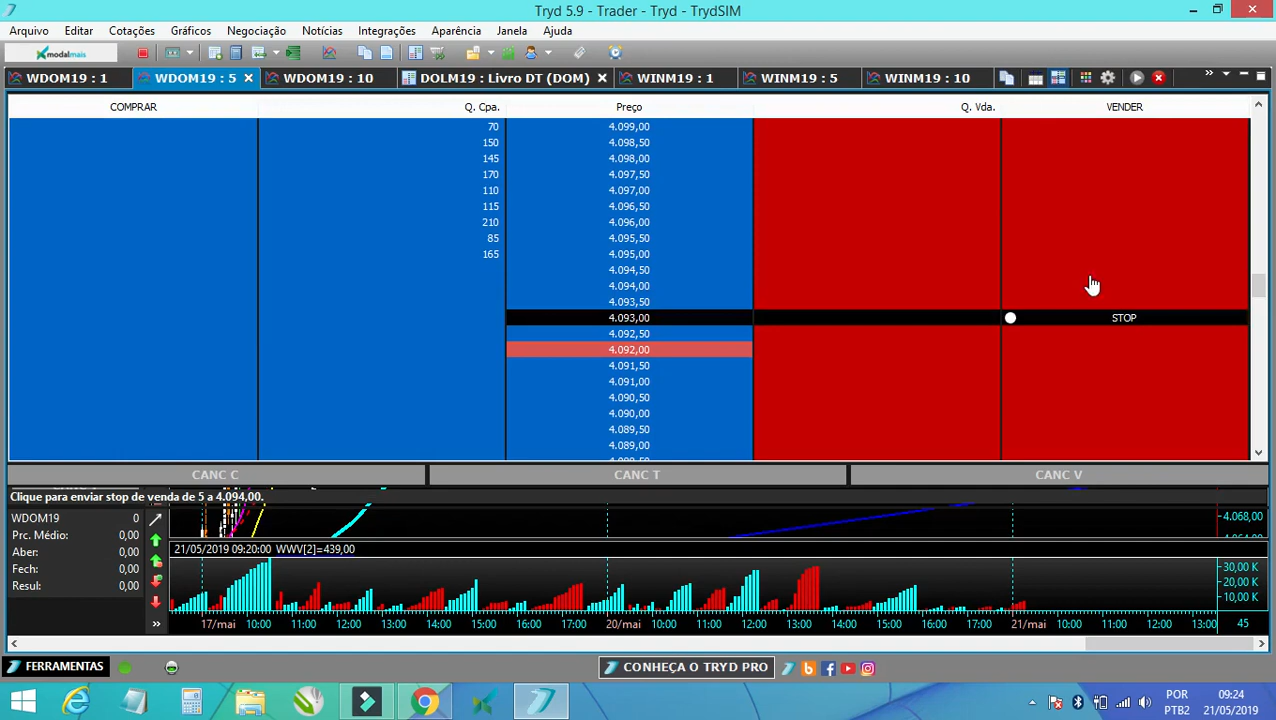 Tryd 5.9 - Trader - Tryd - TrydSIM
Arquivo Editar Cotações Gráficos Negociação Notícias Integrações Aparência Janela Ajuda
modalmais
WDOM19 : 1 WDOM19 : 5 WDOM19 : 10 DOLM19 : Livro DT (DOM) WINM19 : 1 WINM19 : 5 WINM19 : 10
COMPRAR Q. Cpa. Preço Q. Vda. VENDER
70 4.099,00
150 4.098,50
145 4.098,00
170 4.097,50
110 4.097,00
115 4.096,50
210 4.096,00
85 4.095,50
165 4.095,00
4.094,50
4.094,00
4.093,50
4.093,00 STOP
4.092,50
4.092,00
4.091,50
4.091,00
4.090,50
4.090,00
4.089,50
4.089,00
CANC C CANC T CANC V
Clique para enviar stop de venda de 5 a 4.094,00.
WDOM19 0
Prc. Médio: 0,00
Aber: 0,00
Fech: 0,00
Resul: 0,00
4.068,00
21/05/2019 09:20:00 WWV[2]=439,00
30,00 K
20,00 K
10,00 K
17/mai 10:00 11:00 12:00 13:00 14:00 15:00 16:00 17:00 20/mai 10:00 11:00 12:00 13:00 14:00 15:00 16:00 17:00 21/mai 10:00 11:00 12:00 13:00 45
FERRAMENTAS CONHEÇA O TRYD PRO
POR 09:24
PTB2 21/05/2019